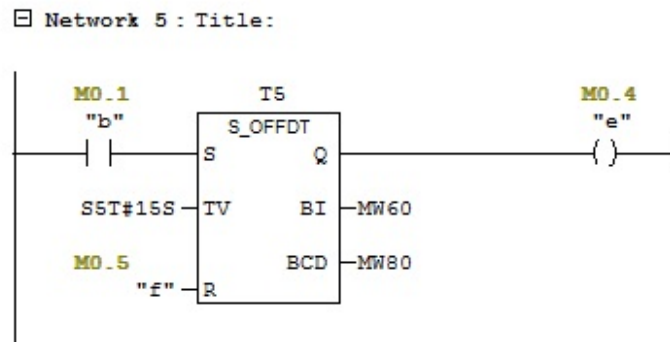 Network 5 : Title:
M0.1 T5 M0.4
"b" S_OFFDT "e"
S Q
S5T#15S TV BI MW60
M0.5 BCD MW80
"f" R